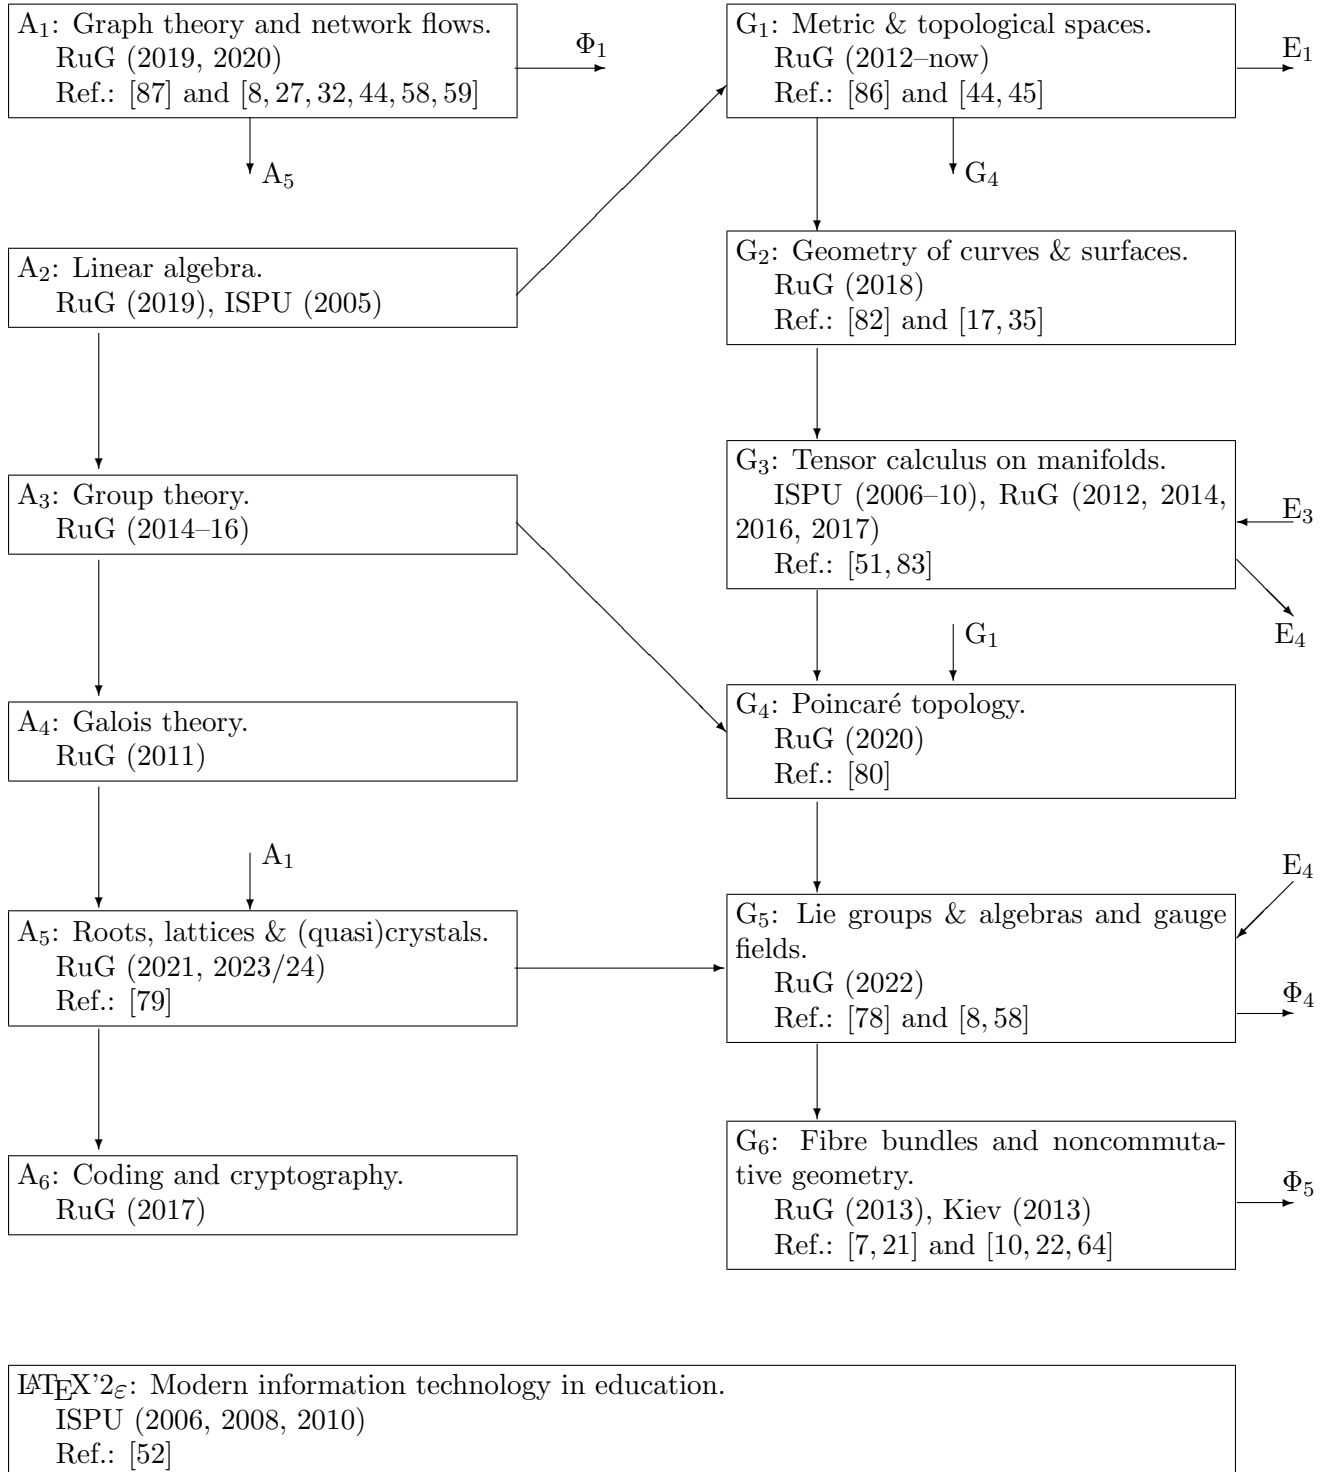 A₁: Graph theory and network flows.
RuG (2019, 2020)
Ref.: [87] and [8, 27, 32, 44, 58, 59]
Φ₁
A₅
A₂: Linear algebra.
RuG (2019), ISPU (2005)
A₃: Group theory.
RuG (2014–16)
A₄: Galois theory.
RuG (2011)
A₁
A₅: Roots, lattices & (quasi)crystals.
RuG (2021, 2023/24)
Ref.: [79]
A₆: Coding and cryptography.
RuG (2017)
G₁: Metric & topological spaces.
RuG (2012–now)
Ref.: [86] and [44, 45]
E₁
G₄
G₂: Geometry of curves & surfaces.
RuG (2018)
Ref.: [82] and [17, 35]
G₃: Tensor calculus on manifolds.
ISPU (2006–10), RuG (2012, 2014,
2016, 2017)
Ref.: [51, 83]
E₃
E₄
G₁
G₄: Poincaré topology.
RuG (2020)
Ref.: [80]
E₄
G₅: Lie groups & algebras and gauge
fields.
RuG (2022)
Ref.: [78] and [8, 58]
Φ₄
G₆: Fibre bundles and noncommuta-
tive geometry.
RuG (2013), Kiev (2013)
Ref.: [7, 21] and [10, 22, 64]
Φ₅
LATEX'2ε: Modern information technology in education.
ISPU (2006, 2008, 2010)
Ref.: [52]